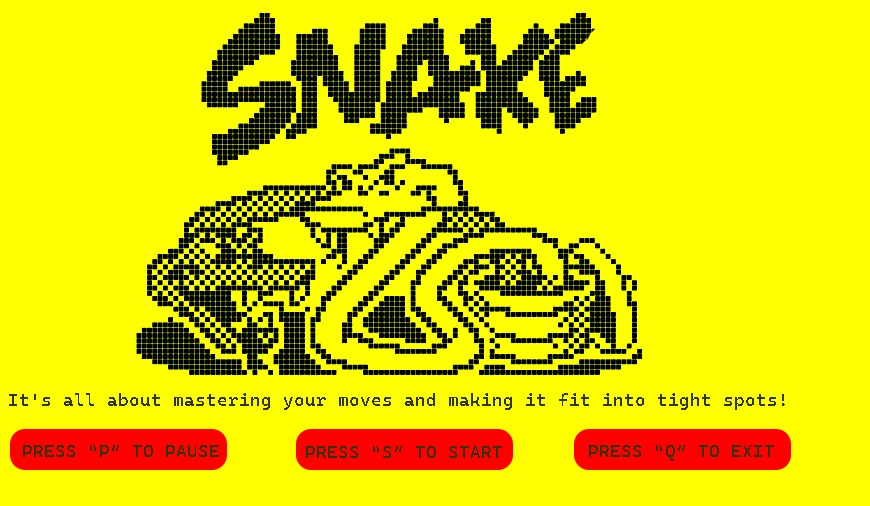 SNAKE
It's all about mastering your moves and making it fit into tight spots!
PRESS “P” TO PAUSE
PRESS “S” TO START
PRESS “Q” TO EXIT